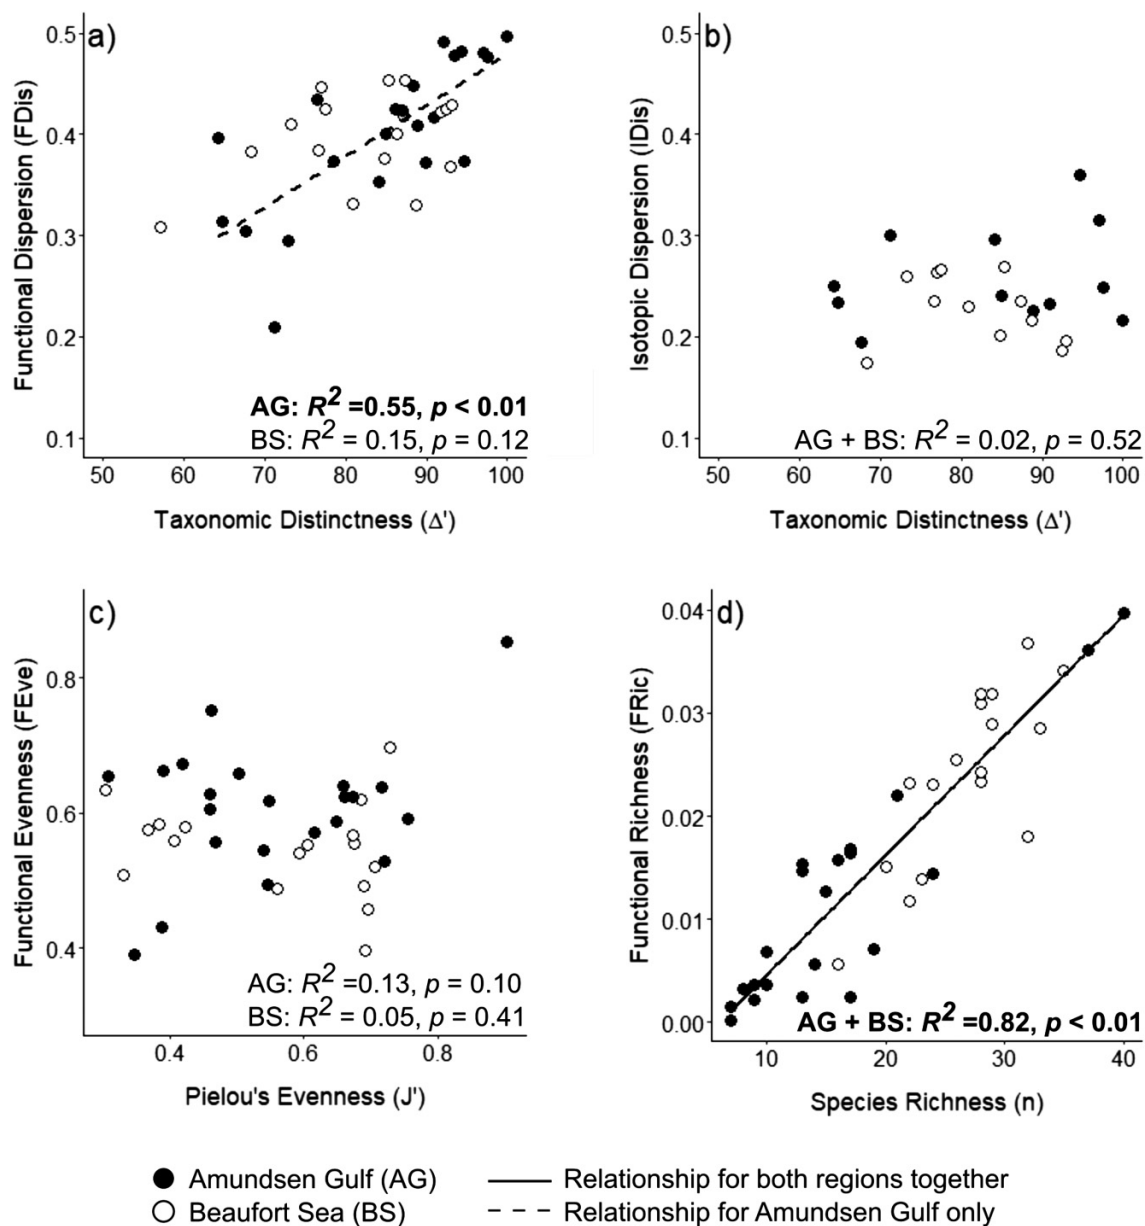 a)
0.5
0.4
0.3
0.2
0.1
Functional Dispersion (FDis)
AG: R² =0.55, p < 0.01
BS: R² = 0.15, p = 0.12
50 60 70 80 90 100
Taxonomic Distinctness (Δ')
b)
0.5
0.4
0.3
0.2
0.1
Isotopic Dispersion (IDis)
AG + BS: R² = 0.02, p = 0.52
50 60 70 80 90 100
Taxonomic Distinctness (Δ')
c)
0.8
0.6
0.4
Functional Evenness (FEve)
AG: R² =0.13, p = 0.10
BS: R² = 0.05, p = 0.41
0.4 0.6 0.8
Pielou's Evenness (J')
d)
0.04
0.03
0.02
0.01
0.00
Functional Richness (FRic)
AG + BS: R² =0.82, p < 0.01
10 20 30 40
Species Richness (n)
Amundsen Gulf (AG)
Beaufort Sea (BS)
Relationship for both regions together
Relationship for Amundsen Gulf only